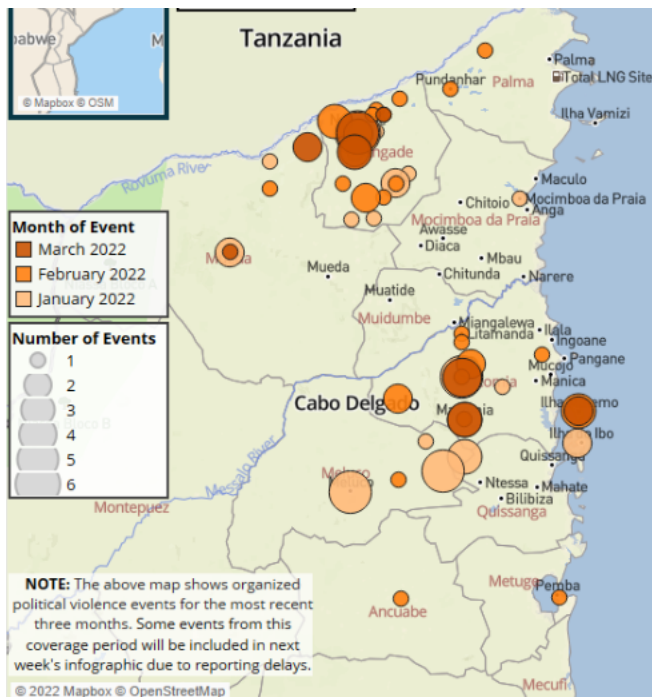 abwe
M
© Mapbox © OSM
Tanzania
Palma
Pundanhar
Palma
Total LNG Site
Ilha Vamizi
ngade
Rovuma River
Maculo
Chitoio
Mocimboa da Praia
Anga
Mocimboa da Praia
Awasse
Diaca
Mbau
Mueda
Chitunda
Narere
Muatide
Muidumbe
Month of Event
March 2022
February 2022
January 2022
Number of Events
1
2
3
4
5
6
Miangalewa
Ilala
Litamanda
Ingoane
Pangane
Mucojo
Manica
Cabo Delgado
Messalo River
Quissanga
Ntessa
Mahate
Bilibiza
Quissanga
Montepuez
Metuge
Pemba
Ancuabe
Mecufi
NOTE: The above map shows organized
political violence events for the most recent
three months. Some events from this
coverage period will be included in next
week's infographic due to reporting delays.
© 2022 Mapbox © OpenStreetMap